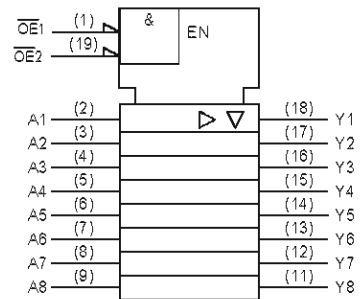 OE1 (1) & EN
OE2 (19)
A1 (2) (18) Y1
A2 (3) (17) Y2
A3 (4) (16) Y3
A4 (5) (15) Y4
A5 (6) (14) Y5
A6 (7) (13) Y6
A7 (8) (12) Y7
A8 (9) (11) Y8